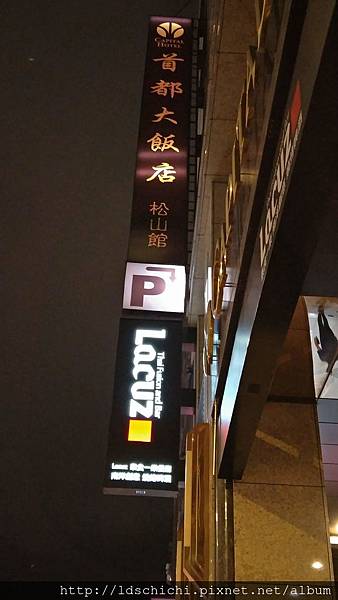 CAPITAL
HOTEL
首都大飯店
松山館
P
Lacuz
Thai Fusion and Bar
Lacuz
http://ldschichi.pixnet.net/album